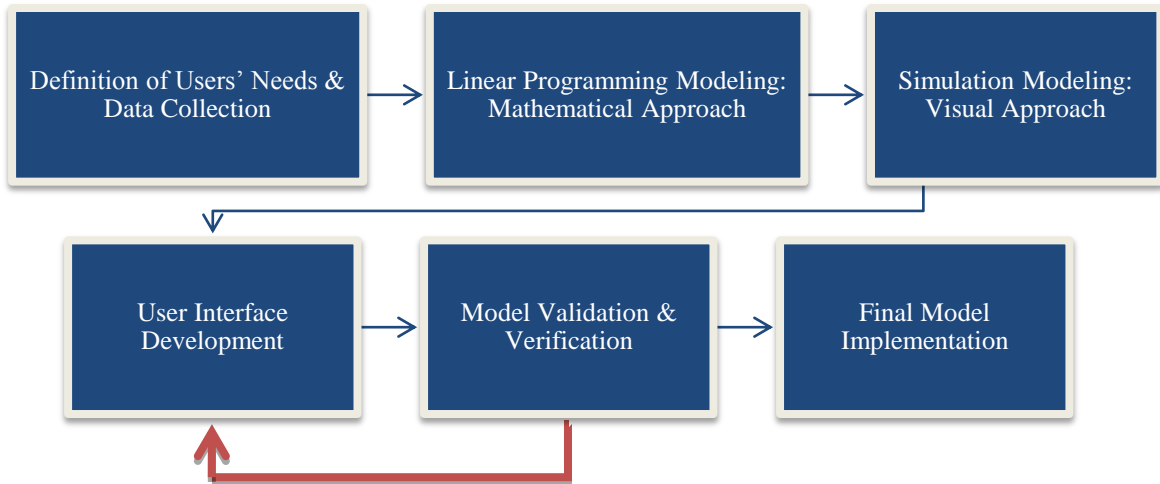 Definition of Users’ Needs &
Data Collection
Linear Programming Modeling:
Mathematical Approach
Simulation Modeling:
Visual Approach
User Interface
Development
Model Validation &
Verification
Final Model
Implementation